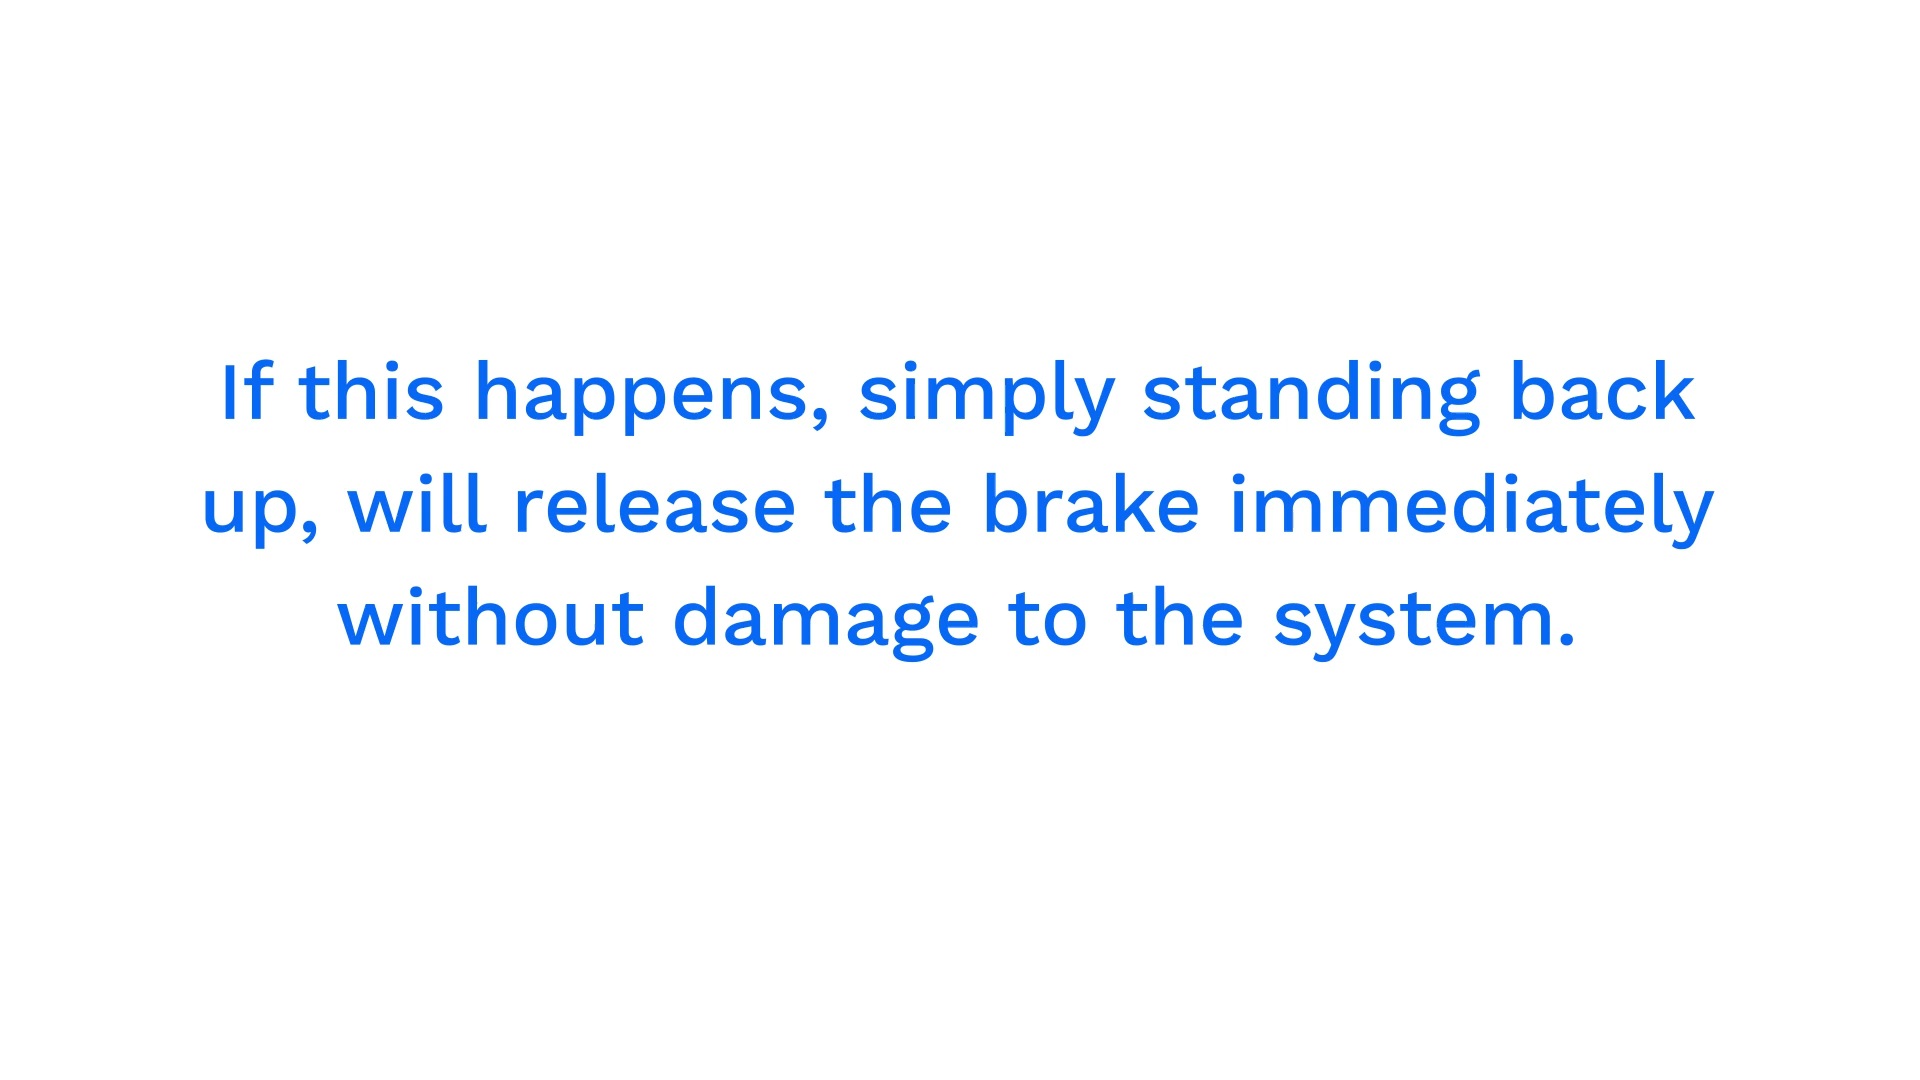 If this happens, simply standing back
up, will release the brake immediately
without damage to the system.